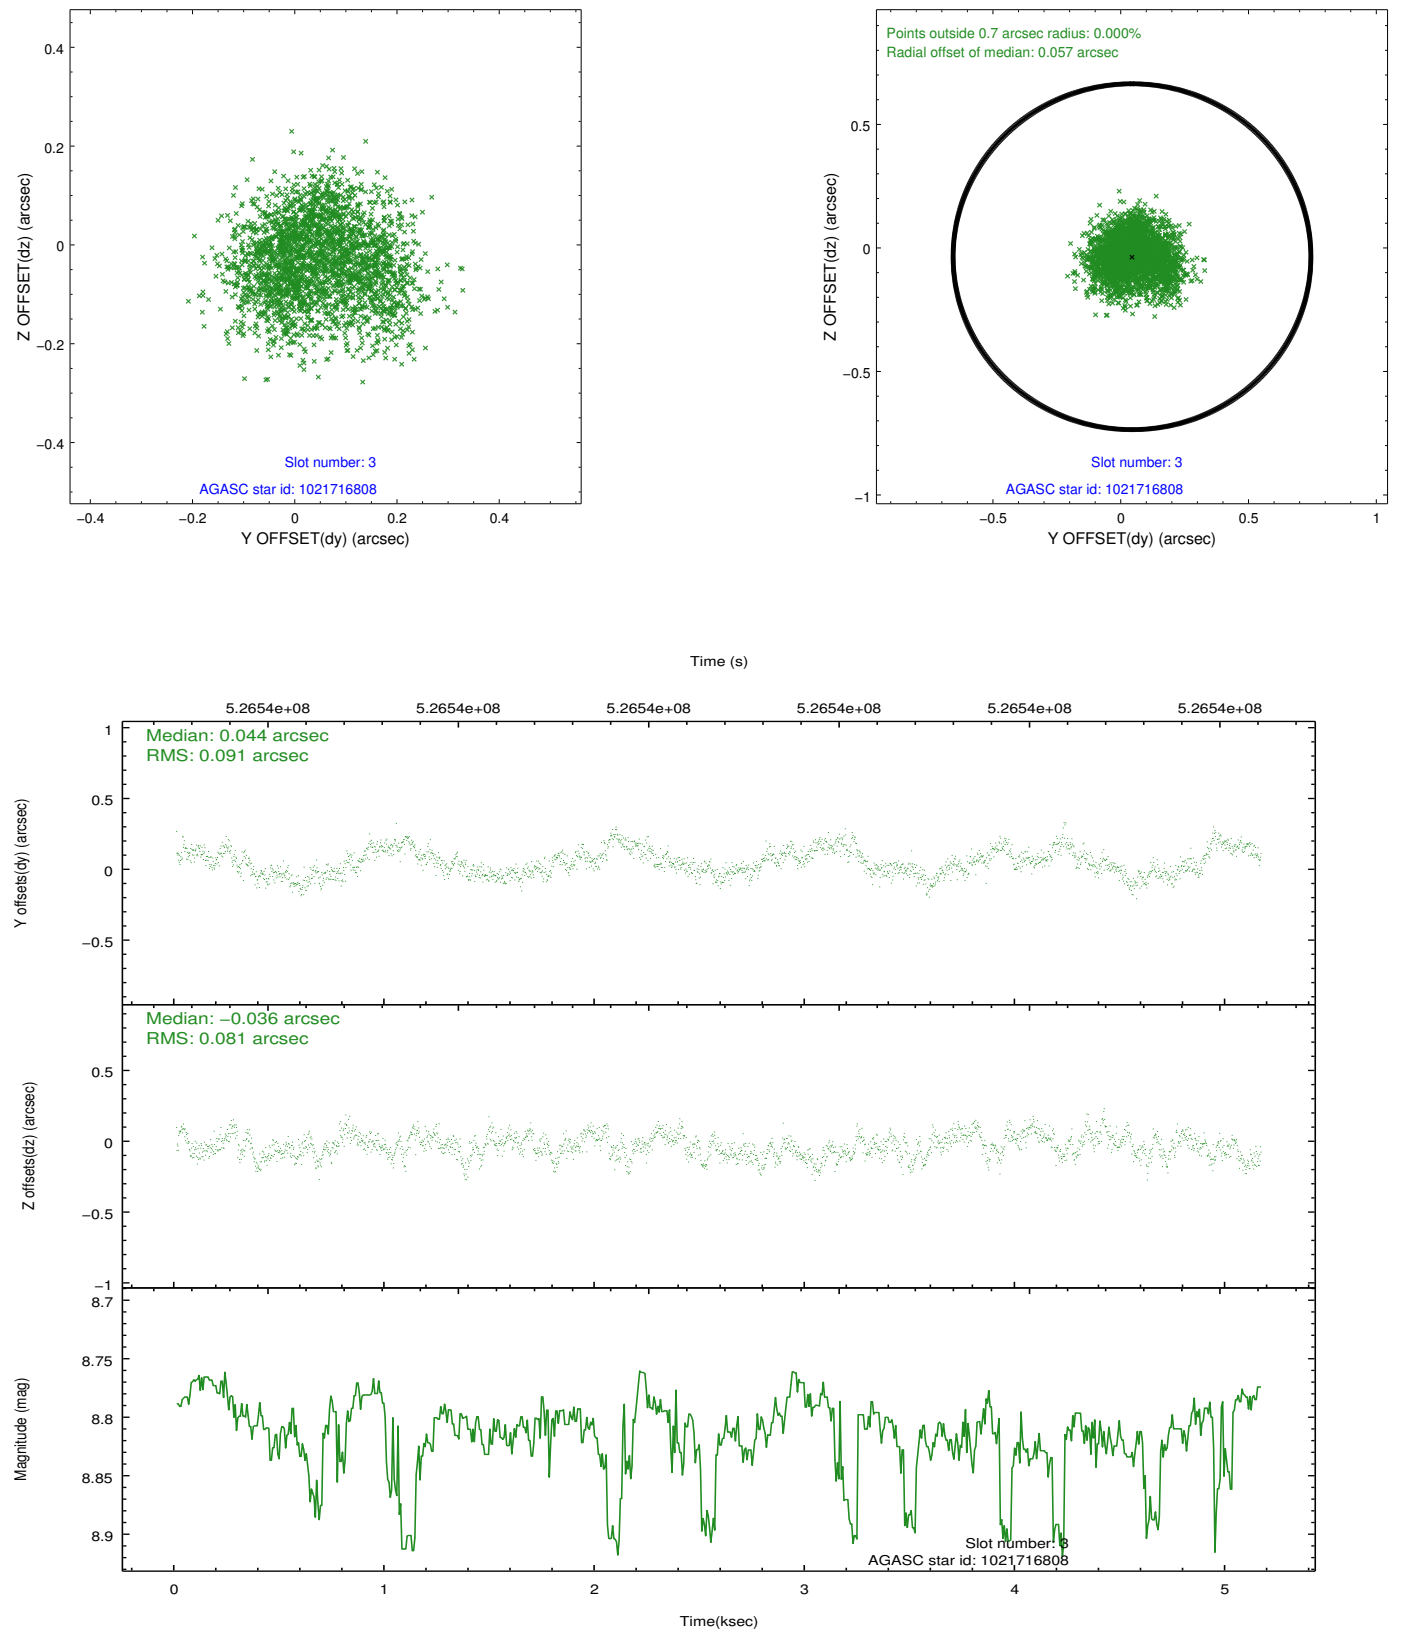 0.4
0.2
0
−0.2
−0.4
Z OFFSET(dz) (arcsec)
Slot number: 3
AGASC star id: 1021716808
−0.4
−0.2
0
0.2
0.4
Y OFFSET(dy) (arcsec)
Points outside 0.7 arcsec radius: 0.000%
Radial offset of median: 0.057 arcsec
0.5
0
−0.5
−1
Z OFFSET(dz) (arcsec)
Slot number: 3
AGASC star id: 1021716808
−0.5
0
0.5
1
Y OFFSET(dy) (arcsec)
Time (s)
5.2654e+08
5.2654e+08
5.2654e+08
5.2654e+08
5.2654e+08
5.2654e+08
Median: 0.044 arcsec
RMS: 0.091 arcsec
1
0.5
0
−0.5
Y offsets(dy) (arcsec)
Median: −0.036 arcsec
RMS: 0.081 arcsec
0.5
0
−0.5
−1
Z offsets(dz) (arcsec)
8.7
8.75
8.8
8.85
8.9
Magnitude (mag)
Slot number: 3
AGASC star id: 1021716808
0
1
2
3
4
5
Time(ksec)